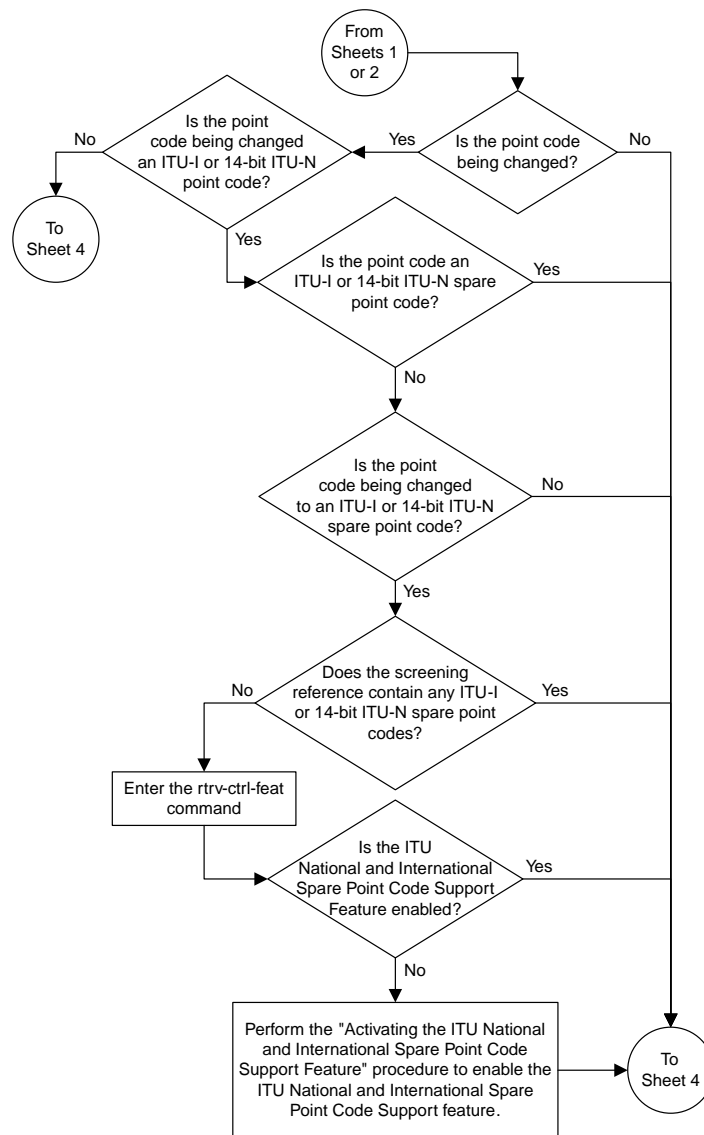 From
Sheets 1
or 2
Is the point code
being changed?
Yes
No
Is the point
code being changed
an ITU-I or 14-bit ITU-N
point code?
No
To
Sheet 4
Yes
Is the point code an
ITU-I or 14-bit ITU-N spare
point code?
Yes
No
Is the point
code being changed
to an ITU-I or 14-bit ITU-N
spare point code?
No
Yes
Does the screening
reference contain any ITU-I
or 14-bit ITU-N spare point
codes?
No
Yes
Enter the rtrv-ctrl-feat
command
Is the ITU
National and International
Spare Point Code Support
Feature enabled?
Yes
No
Perform the "Activating the ITU National
and International Spare Point Code
Support Feature" procedure to enable the
ITU National and International Spare
Point Code Support feature.
To
Sheet 4